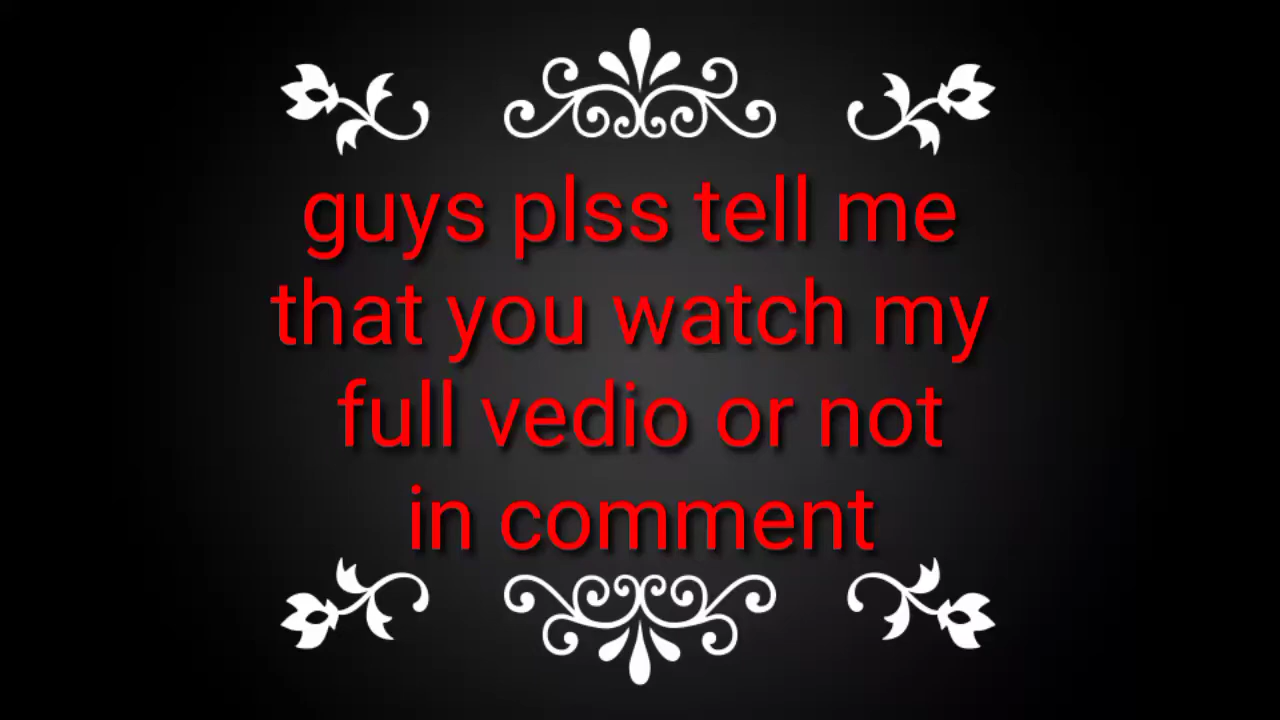 guys plss tell me
that you watch my
full vedio or not
in comment